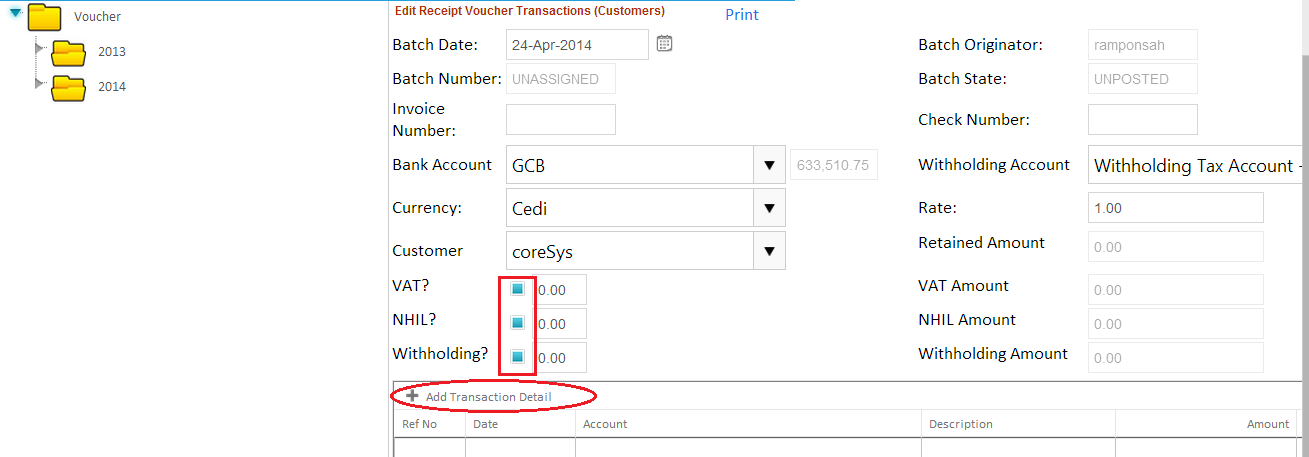 Voucher
2013
2014
Edit Receipt Voucher Transactions (Customers)
Print
Batch Date:
24-Apr-2014
Batch Originator:
ramponsah
Batch Number:
UNASSIGNED
Batch State:
UNPOSTED
Invoice
Number:
Check Number:
Bank Account
GCB
633,510.75
Withholding Account
Withholding Tax Account -
Currency:
Cedi
Rate:
1.00
Customer
coreSys
Retained Amount
0.00
VAT?
0.00
VAT Amount
0.00
NHIL?
0.00
NHIL Amount
0.00
Withholding?
0.00
Withholding Amount
0.00
Add Transaction Detail
Ref No
Date
Account
Description
Amount